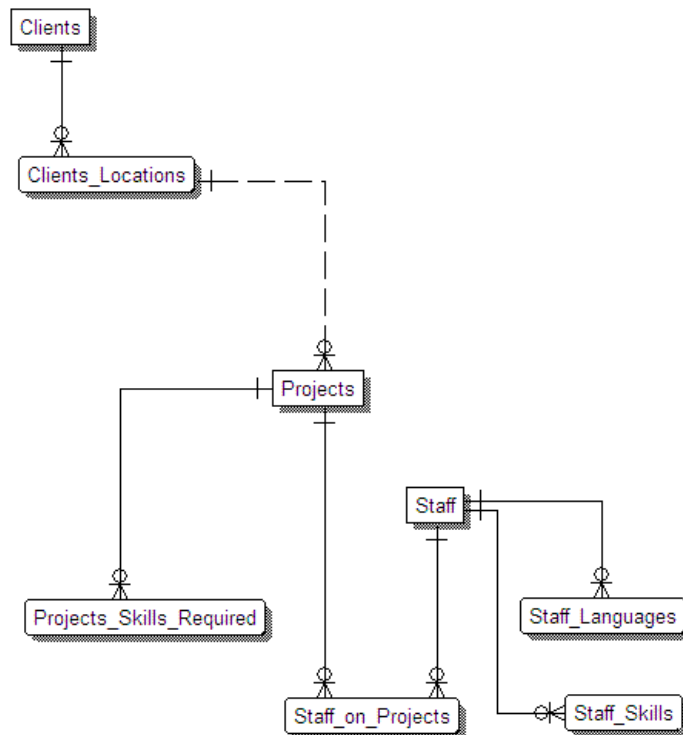 Clients
Clients_Locations
Projects
Staff
Projects_Skills_Required
Staff_Languages
Staff_on_Projects
Staff_Skills